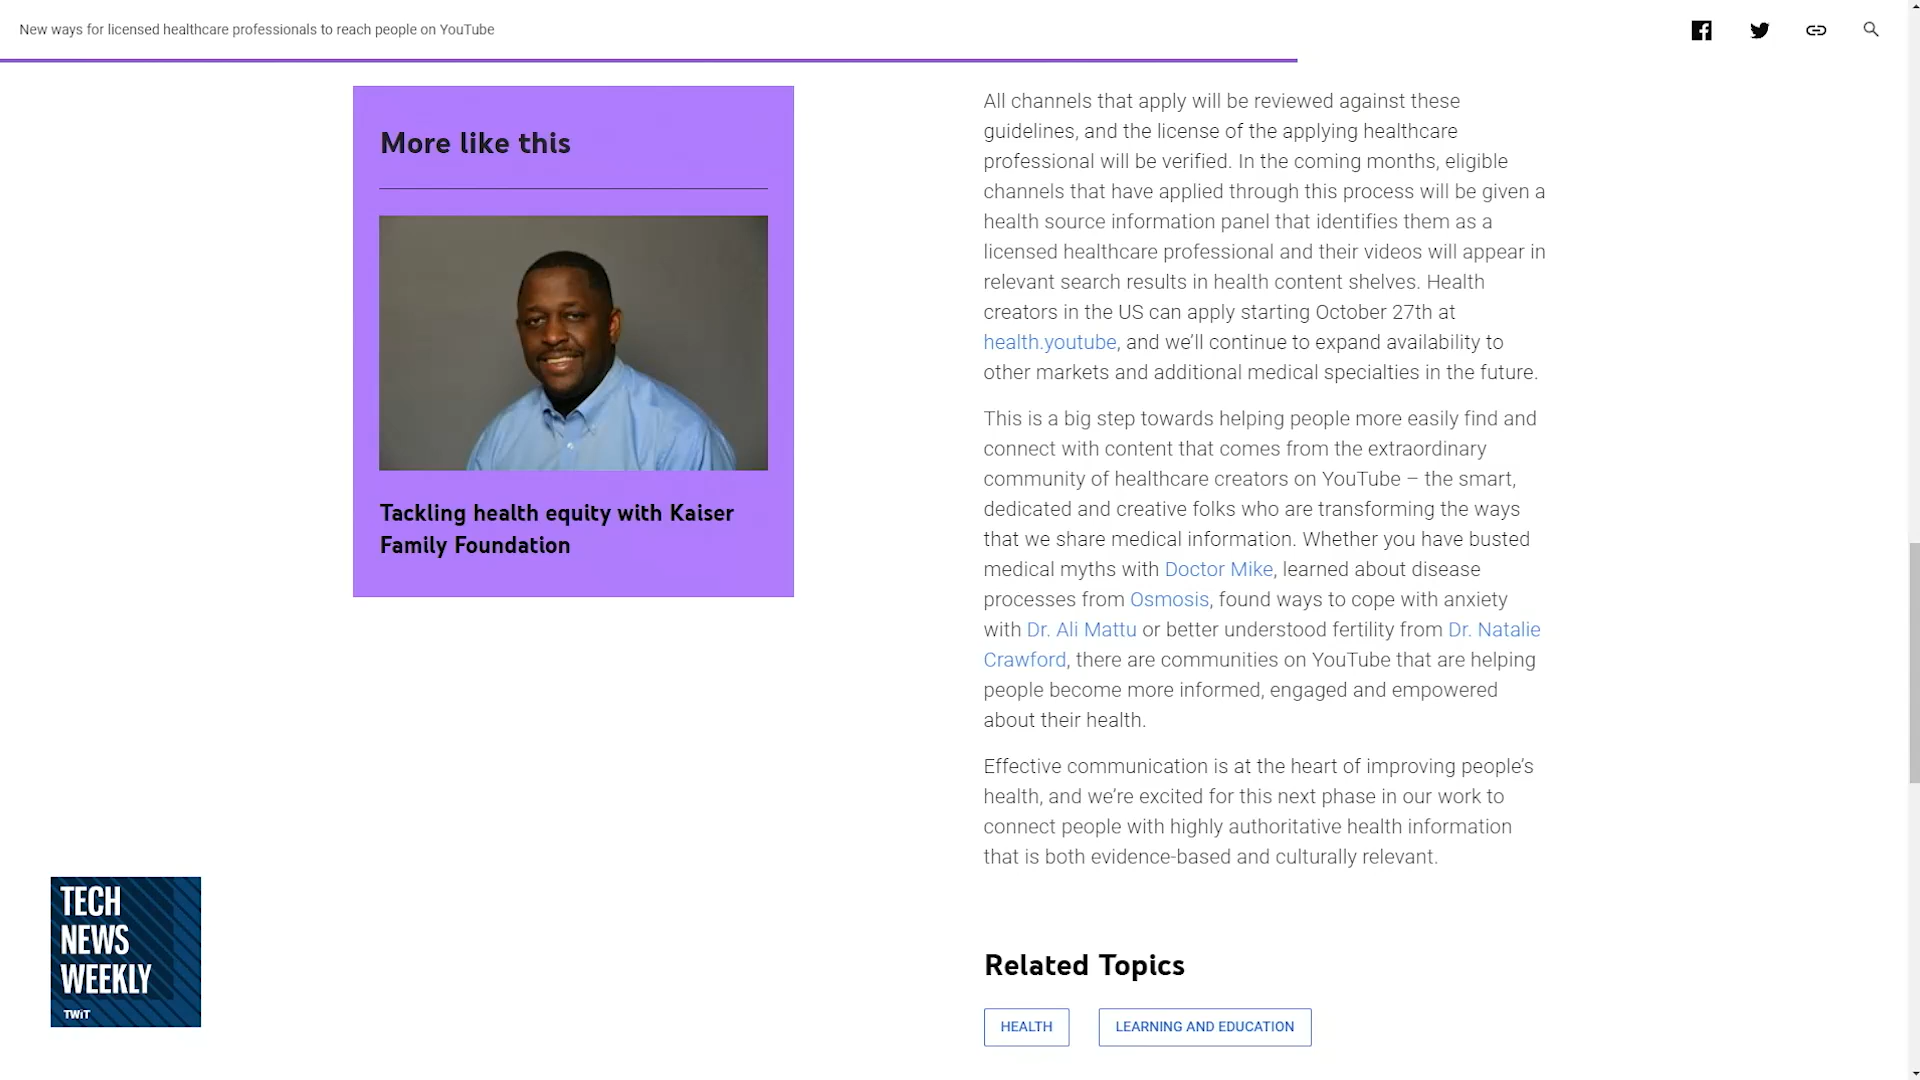 New ways for licensed healthcare professionals to reach people on YouTube
More like this
Tackling health equity with Kaiser
Family Foundation
All channels that apply will be reviewed against these
guidelines, and the license of the applying healthcare
professional will be verified. In the coming months, eligible
channels that have applied through this process will be given a
health source information panel that identifies them as a
licensed healthcare professional and their videos will appear in
relevant search results in health content shelves. Health
creators in the US can apply starting October 27th at
health.youtube, and we’ll continue to expand availability to
other markets and additional medical specialties in the future.
This is a big step towards helping people more easily find and
connect with content that comes from the extraordinary
community of healthcare creators on YouTube – the smart,
dedicated and creative folks who are transforming the ways
that we share medical information. Whether you have busted
medical myths with Doctor Mike, learned about disease
processes from Osmosis, found ways to cope with anxiety
with Dr. Ali Mattu or better understood fertility from Dr. Natalie
Crawford, there are communities on YouTube that are helping
people become more informed, engaged and empowered
about their health.
Effective communication is at the heart of improving people’s
health, and we’re excited for this next phase in our work to
connect people with highly authoritative health information
that is both evidence-based and culturally relevant.
Related Topics
HEALTH
LEARNING AND EDUCATION
TECH
NEWS
WEEKLY
TWiT